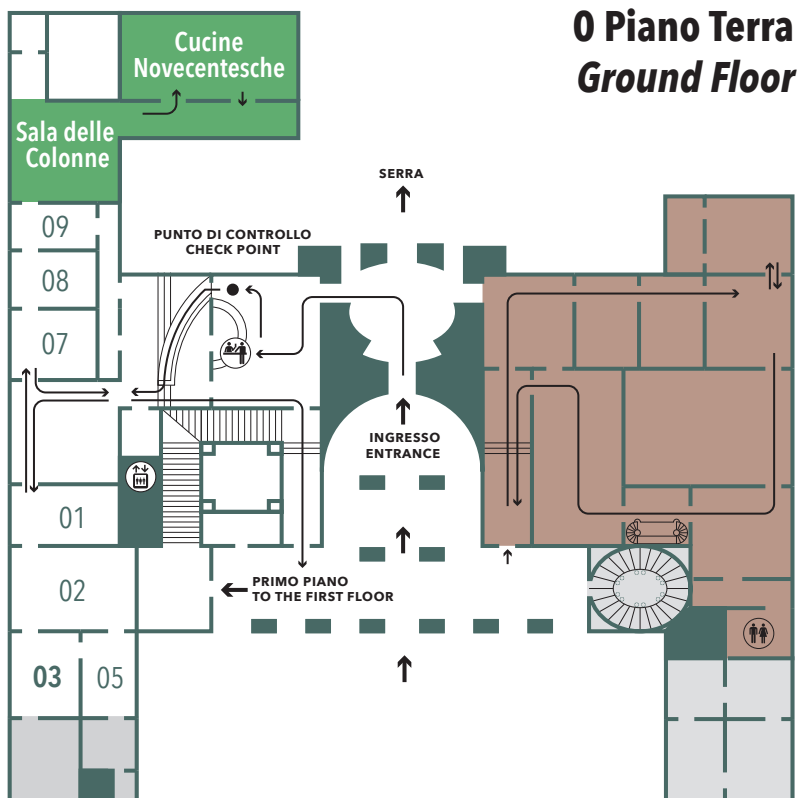 0 Piano Terra
Ground Floor
Cucine
Novecentesche
Sala delle
Colonne
SERRA
09
PUNTO DI CONTROLLO
CHECK POINT
08
07
INGRESSO
ENTRANCE
01
02
PRIMO PIANO
TO THE FIRST FLOOR
03
05